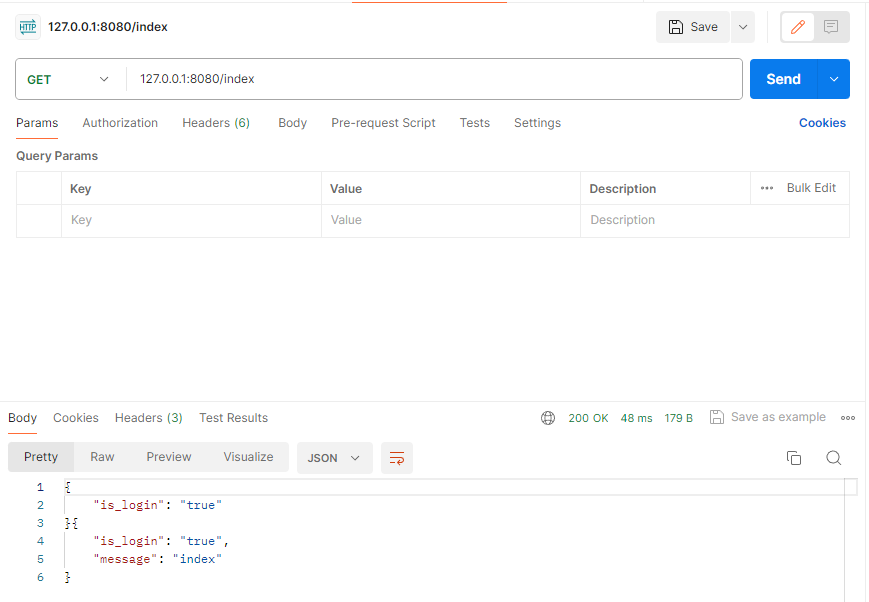 HTTP 127.0.0.1:8080/index Save
GET 127.0.0.1:8080/index Send
Params Authorization Headers (6) Body Pre-request Script Tests Settings Cookies
Query Params
Key Value Description ••• Bulk Edit
Key Value Description
Body Cookies Headers (3) Test Results 200 OK 48 ms 179 B Save as example
Pretty Raw Preview Visualize JSON
1 {
2 "is_login": "true"
3 }{
4 "is_login": "true",
5 "message": "index"
6 }